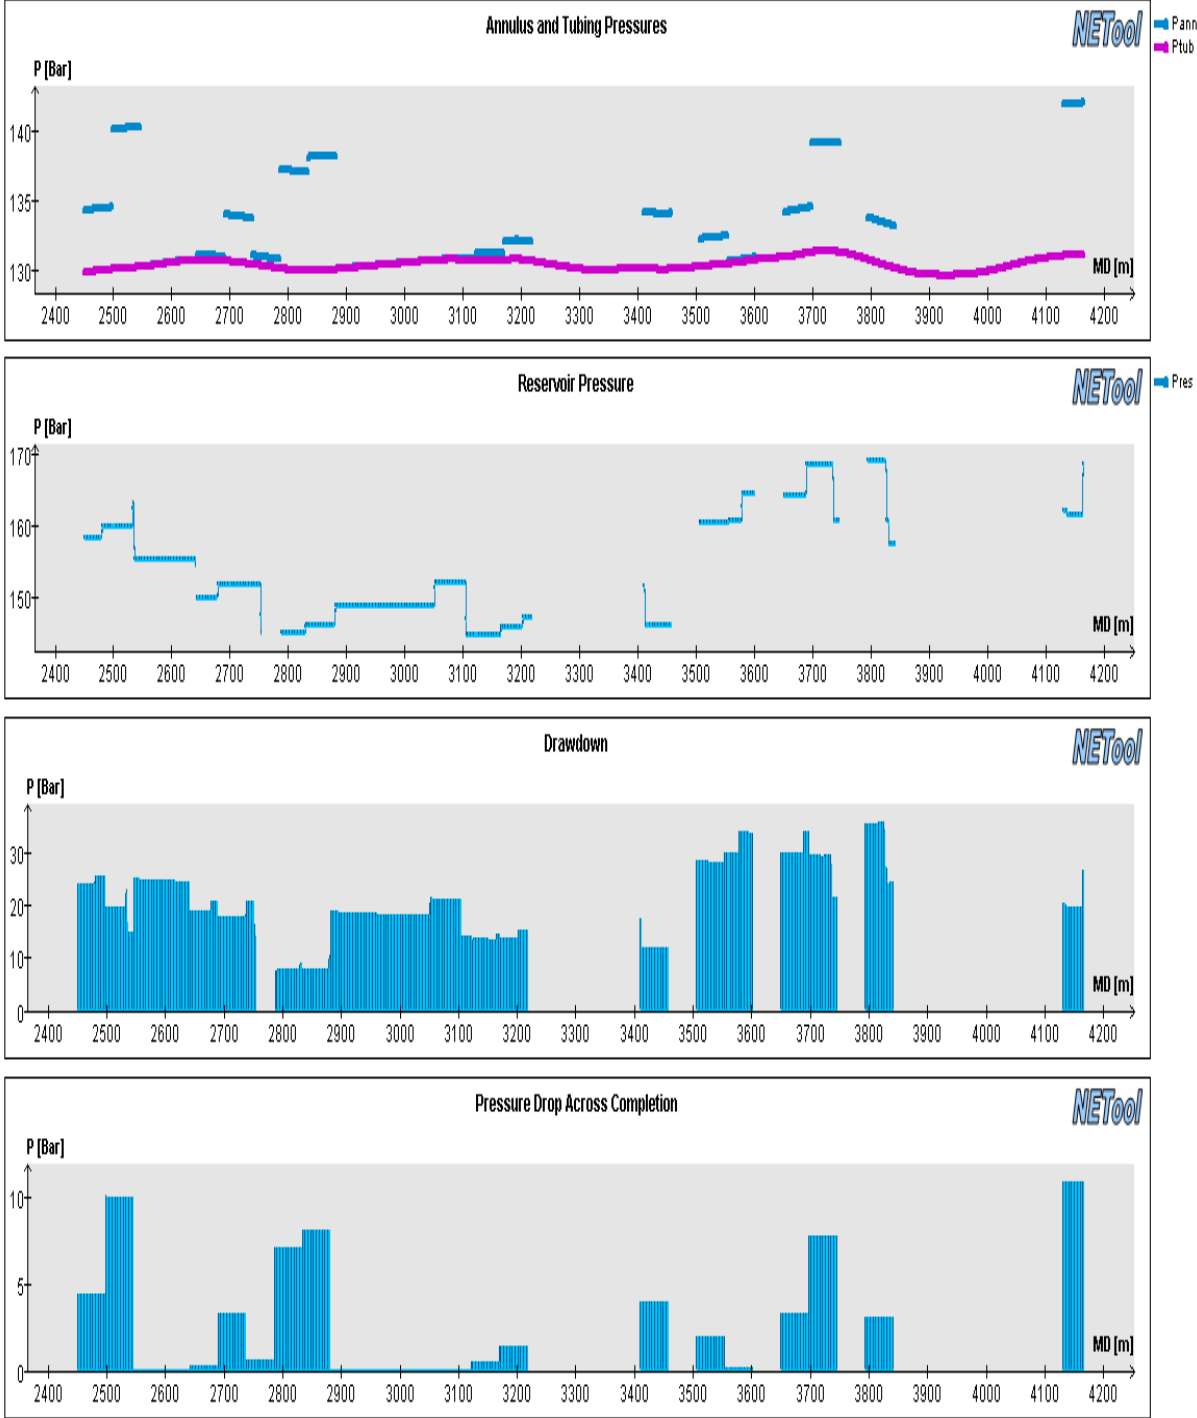 Annulus and Tubing Pressures
NETool
Pann
Ptub
P [Bar]
140
135
130
MD [m]
2400 2500 2600 2700 2800 2900 3000 3100 3200 3300 3400 3500 3600 3700 3800 3900 4000 4100 4200
Reservoir Pressure
NETool
Pres
P [Bar]
170
160
150
MD [m]
2400 2500 2600 2700 2800 2900 3000 3100 3200 3300 3400 3500 3600 3700 3800 3900 4000 4100 4200
Drawdown
NETool
P [Bar]
30
20
10
MD [m]
0
2400 2500 2600 2700 2800 2900 3000 3100 3200 3300 3400 3500 3600 3700 3800 3900 4000 4100 4200
Pressure Drop Across Completion
NETool
P [Bar]
10
5
MD [m]
0
2400 2500 2600 2700 2800 2900 3000 3100 3200 3300 3400 3500 3600 3700 3800 3900 4000 4100 4200